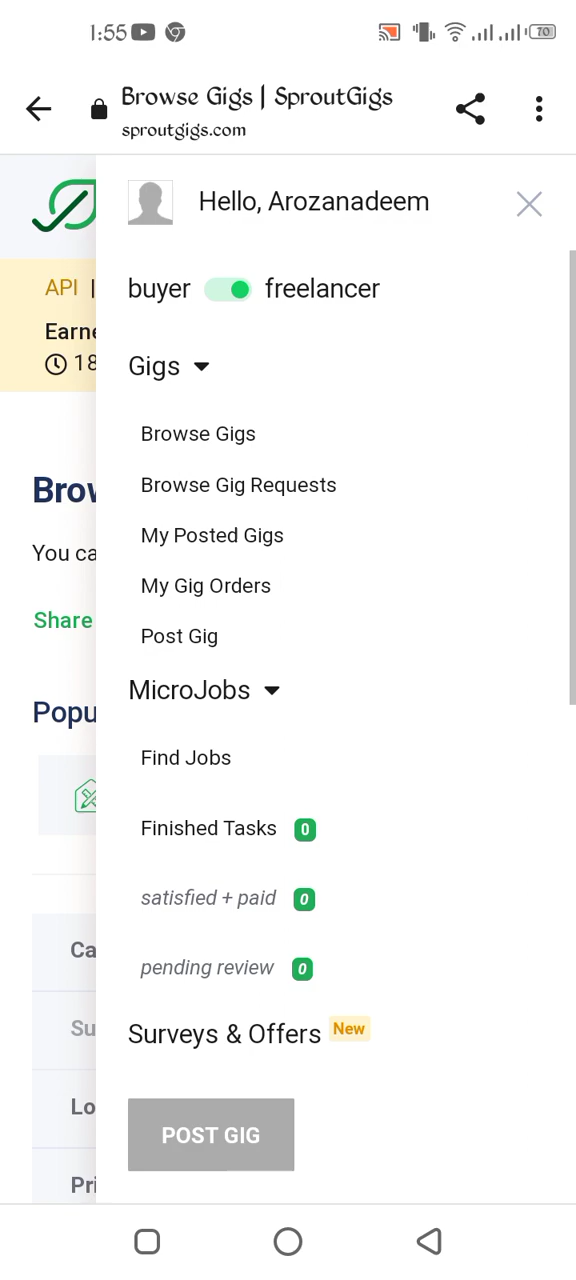 1:55
70
Browse Gigs | SproutGigs
sproutgigs.com
Hello, Arozanadeem
buyer freelancer
API |
Earne
18
Gigs
Browse Gigs
Browse Gig Requests
My Posted Gigs
My Gig Orders
Post Gig
Brow
You ca
Share
Popu
MicroJobs
Find Jobs
Finished Tasks 0
satisfied + paid 0
pending review 0
Surveys & Offers New
POST GIG
Ca
Su
Lo
Pri